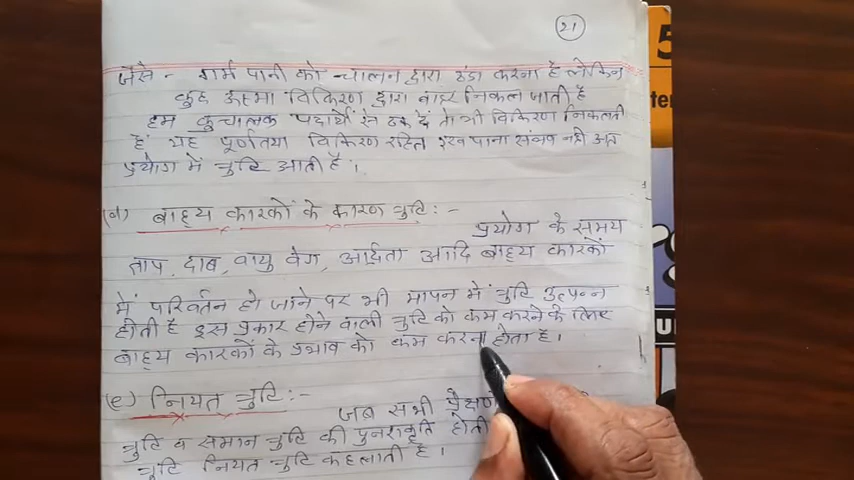 21
जैसे - गर्म पानी को चालन द्वारा ठंडा करना है लेकिन
कुछ ऊष्मा विकिरण द्वारा बाहर निकल जाती है
हम कुचालक पदार्थों से ढक दे तो भी विकिरण निकलती
है यह पूर्णतया विकिरण रहित रख पाना संभव नही अतः
प्रयोग में त्रुटि आती है।
(d) बाह्य कारकों के कारण त्रुटि:-
प्रयोग के समय
ताप, दाब, वायु वेग, आर्द्रता आदि बाह्य कारकों
में परिवर्तन हो जाने पर भी मापन में त्रुटि उत्पन्न
होती है इस प्रकार होने वाली त्रुटि को कम करने के लिए
बाह्य कारकों के प्रभाव को कम करना होता है।
(e) नियत त्रुटि:-
जब सभी प्रेक्षण
त्रुटि व समान त्रुटि की पुनरावृति होती
त्रुटि नियत त्रुटि कहलाती है।
5